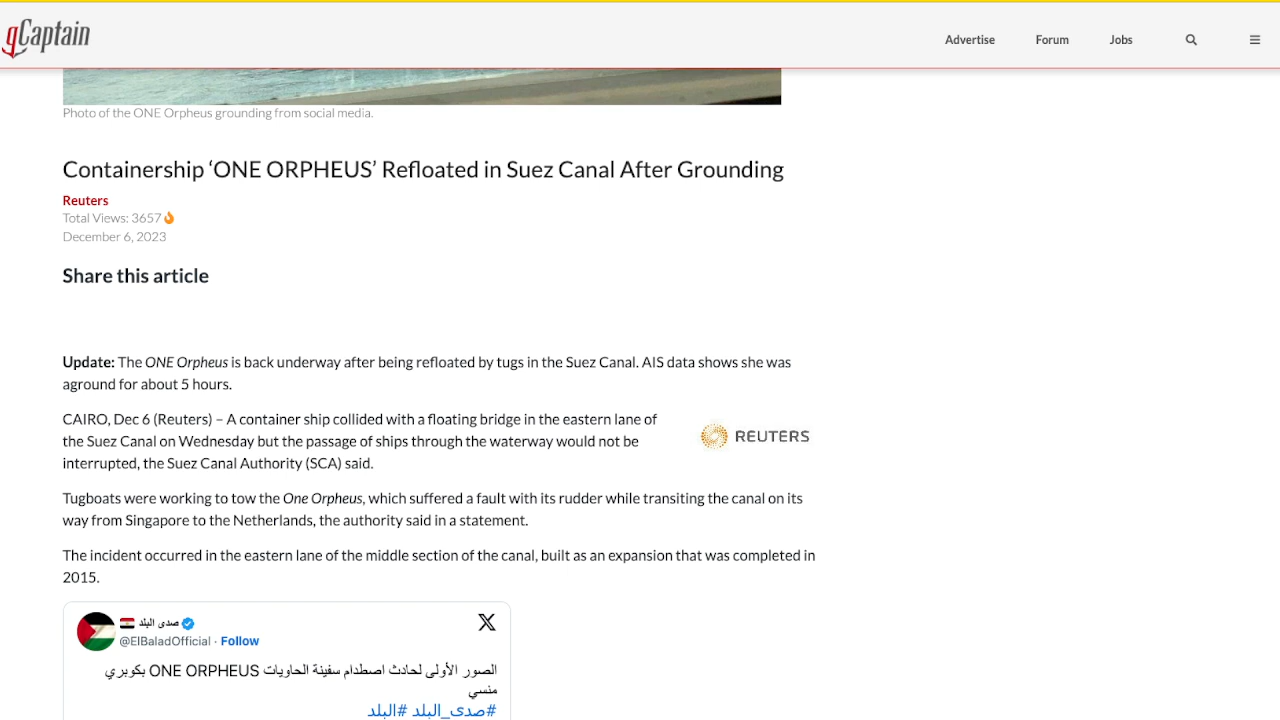 gCaptain
Advertise
Forum
Jobs
Photo of the ONE Orpheus grounding from social media.
Containership ‘ONE ORPHEUS’ Refloated in Suez Canal After Grounding
Reuters
Total Views: 3657
December 6, 2023
Share this article
Update: The ONE Orpheus is back underway after being refloated by tugs in the Suez Canal. AIS data shows she was
aground for about 5 hours.
CAIRO, Dec 6 (Reuters) – A container ship collided with a floating bridge in the eastern lane of
the Suez Canal on Wednesday but the passage of ships through the waterway would not be
interrupted, the Suez Canal Authority (SCA) said.
REUTERS
Tugboats were working to tow the One Orpheus, which suffered a fault with its rudder while transiting the canal on its
way from Singapore to the Netherlands, the authority said in a statement.
The incident occurred in the eastern lane of the middle section of the canal, built as an expansion that was completed in
2015.
صدى البلد
@ElBaladOfficial · Follow
الصور الأولى لحادث اصطدام سفينة الحاويات ONE ORPHEUS بكوبري
منسي
#صدى_البلد #البلد